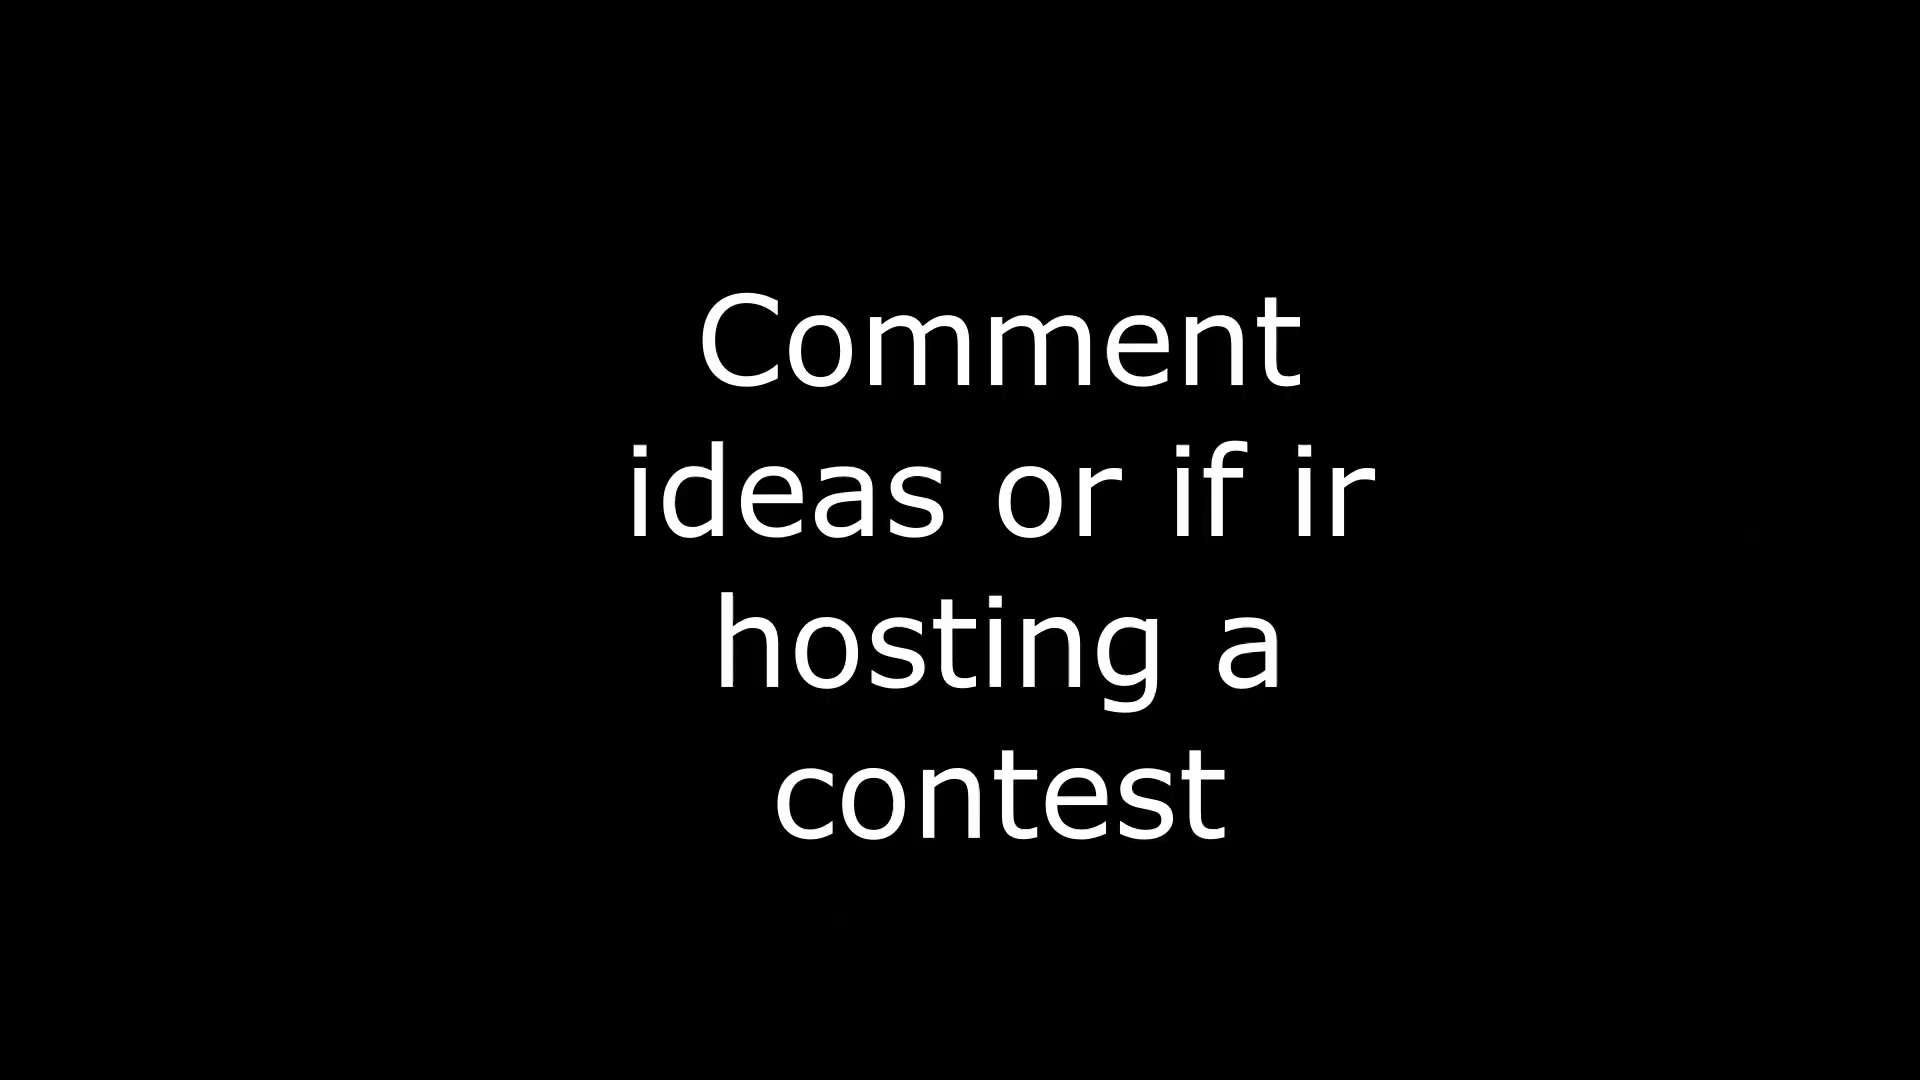 Comment
ideas or if ir
hosting a
contest